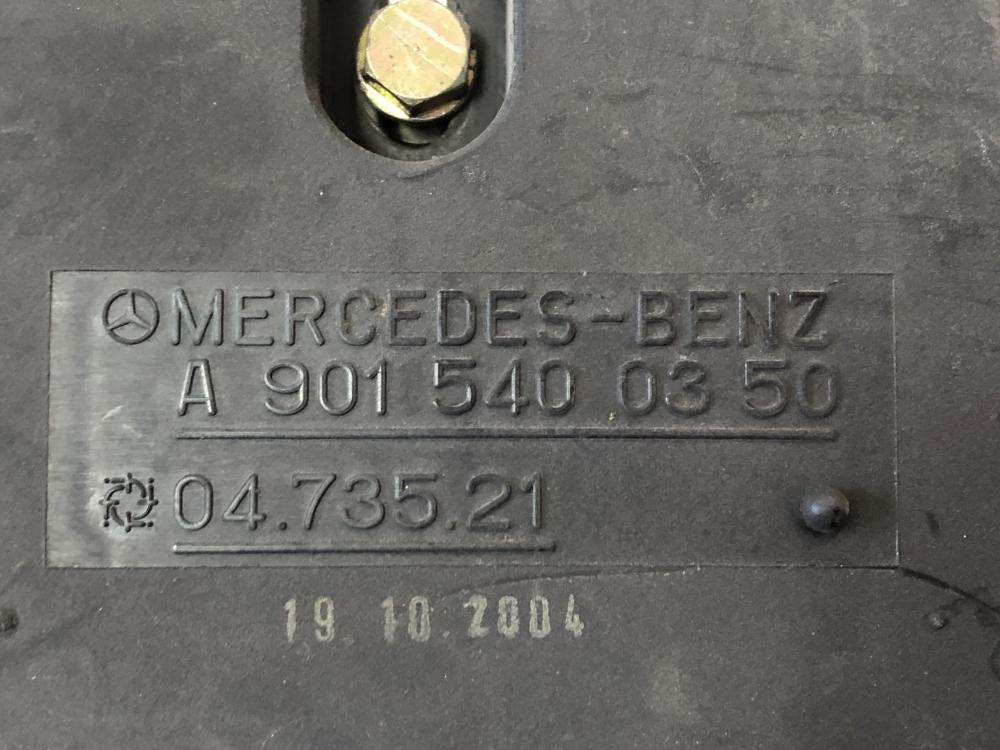 MERCEDES-BENZ
A 901 540 03 50
04.735.21
19.10.2004